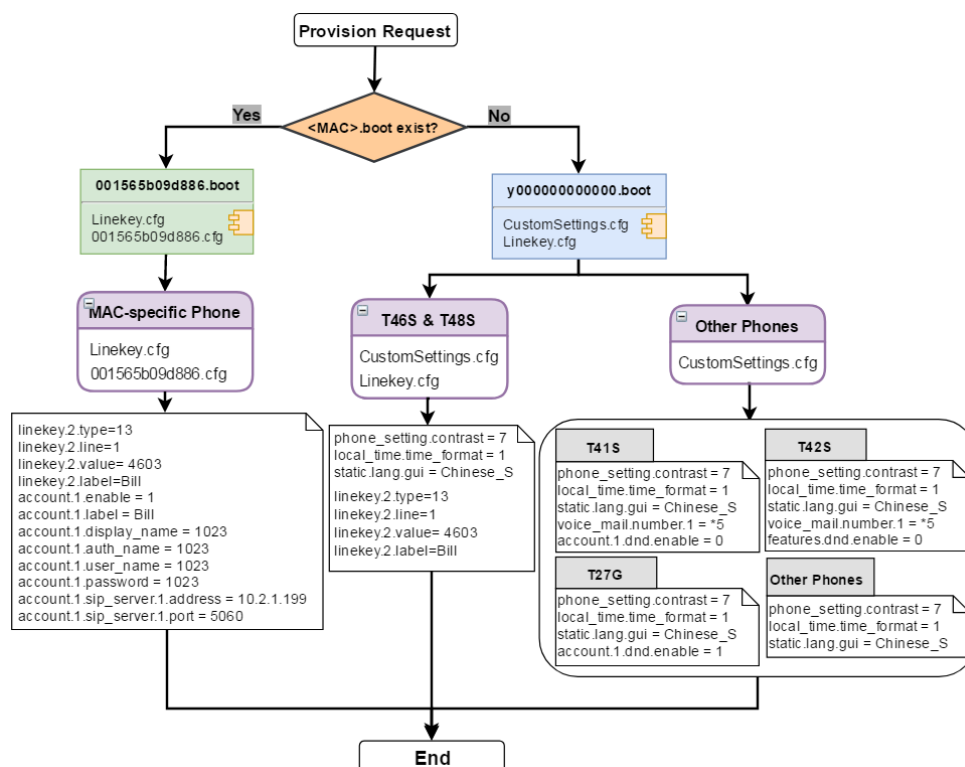 Provision Request
Yes
<MAC>.boot exist?
No
001565b09d886.boot
Linekey.cfg
001565b09d886.cfg
y000000000000.boot
CustomSettings.cfg
Linekey.cfg
MAC-specific Phone
Linekey.cfg
001565b09d886.cfg
T46S & T48S
CustomSettings.cfg
Linekey.cfg
Other Phones
CustomSettings.cfg
linekey.2.type=13
linekey.2.line=1
linekey.2.value= 4603
linekey.2.label=Bill
account.1.enable = 1
account.1.label = Bill
account.1.display_name = 1023
account.1.auth_name = 1023
account.1.user_name = 1023
account.1.password = 1023
account.1.sip_server.1.address = 10.2.1.199
account.1.sip_server.1.port = 5060
phone_setting.contrast = 7
local_time.time_format = 1
static.lang.gui = Chinese_S
linekey.2.type=13
linekey.2.line=1
linekey.2.value= 4603
linekey.2.label=Bill
T41S
phone_setting.contrast = 7
local_time.time_format = 1
static.lang.gui = Chinese_S
voice_mail.number.1 = *5
account.1.dnd.enable = 0
T42S
phone_setting.contrast = 7
local_time.time_format = 1
static.lang.gui = Chinese_S
voice_mail.number.1 = *5
features.dnd.enable = 0
T27G
phone_setting.contrast = 7
local_time.time_format = 1
static.lang.gui = Chinese_S
account.1.dnd.enable = 1
Other Phones
phone_setting.contrast = 7
local_time.time_format = 1
static.lang.gui = Chinese_S
End